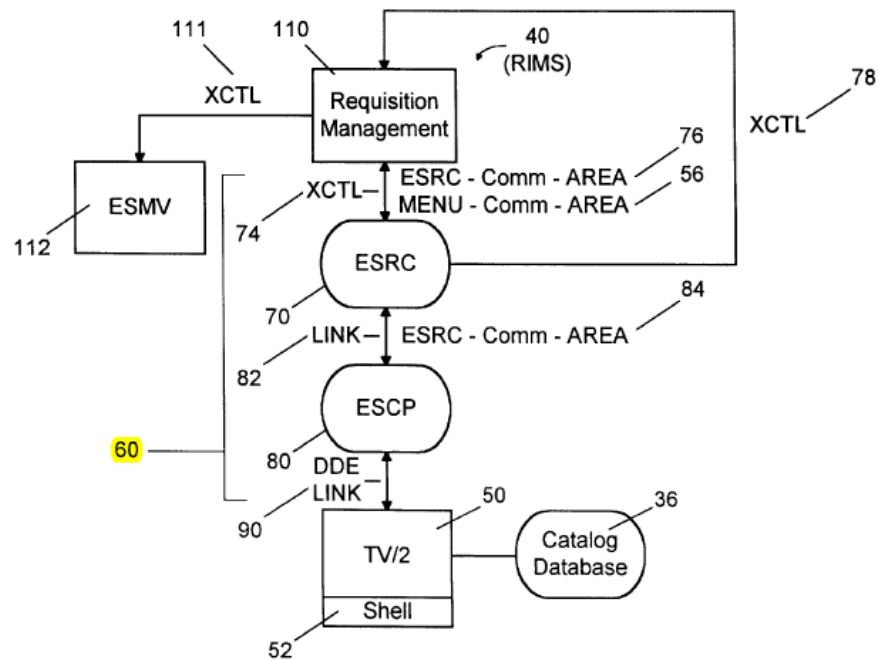 111
110
40
(RIMS)
78
XCTL
XCTL
Requisition
Management
76
ESRC - Comm - AREA
56
XCTL
MENU - Comm - AREA
74
ESMV
112
ESRC
70
84
LINK
ESRC - Comm - AREA
82
ESCP
60
80
DDE
LINK
90
50
36
TV/2
Catalog
Database
Shell
52